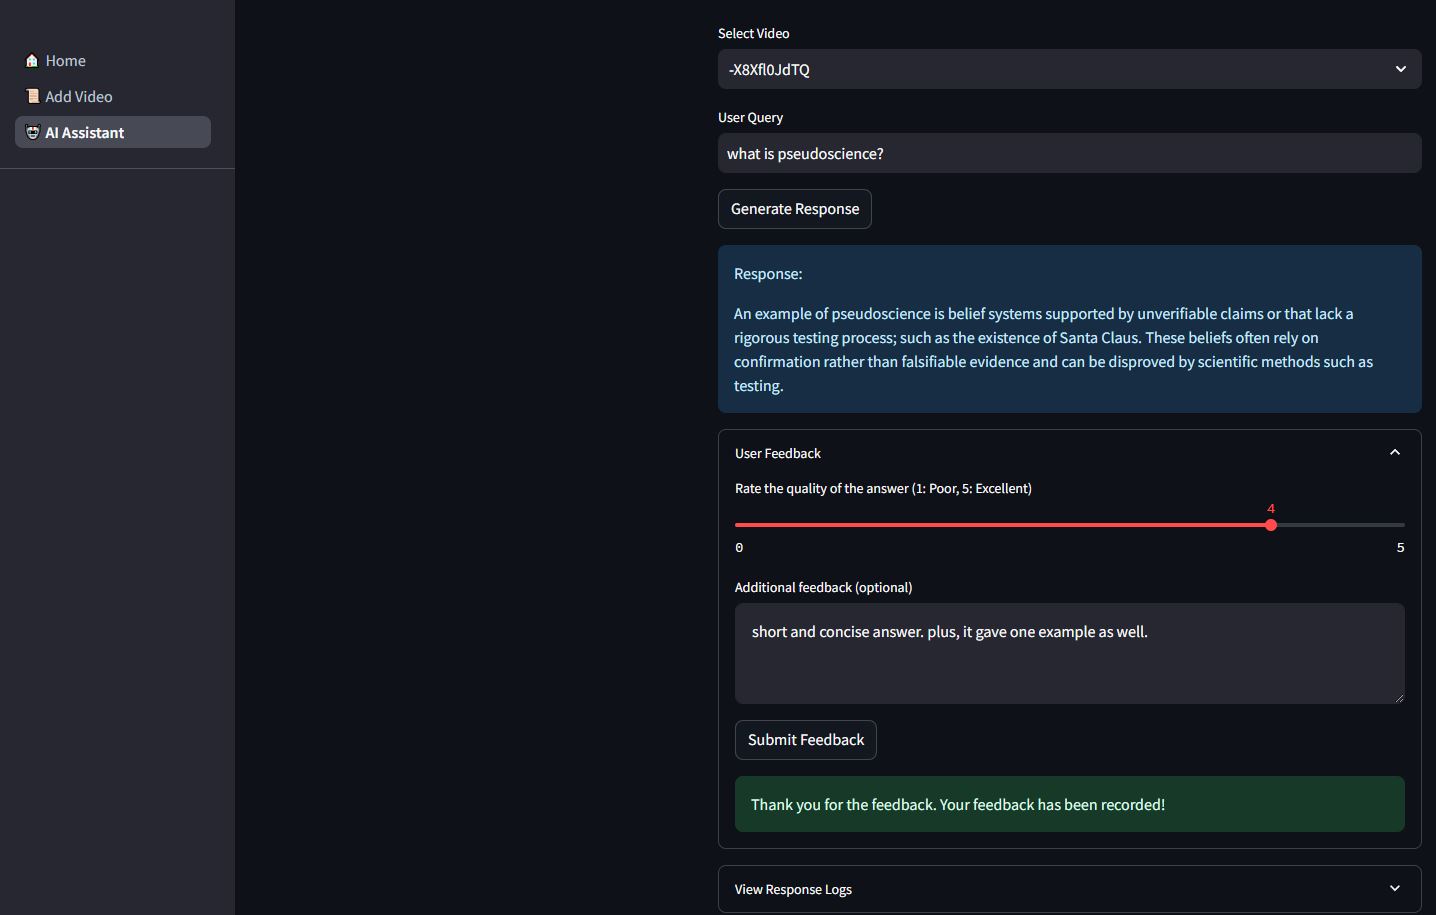 Home
Add Video
AI Assistant
Select Video
-X8Xfl0JdTQ
User Query
what is pseudoscience?
Generate Response
Response:
An example of pseudoscience is belief systems supported by unverifiable claims or that lack a
rigorous testing process; such as the existence of Santa Claus. These beliefs often rely on
confirmation rather than falsifiable evidence and can be disproved by scientific methods such as
testing.
User Feedback
Rate the quality of the answer (1: Poor, 5: Excellent)
4
0 5
Additional feedback (optional)
short and concise answer. plus, it gave one example as well.
Submit Feedback
Thank you for the feedback. Your feedback has been recorded!
View Response Logs